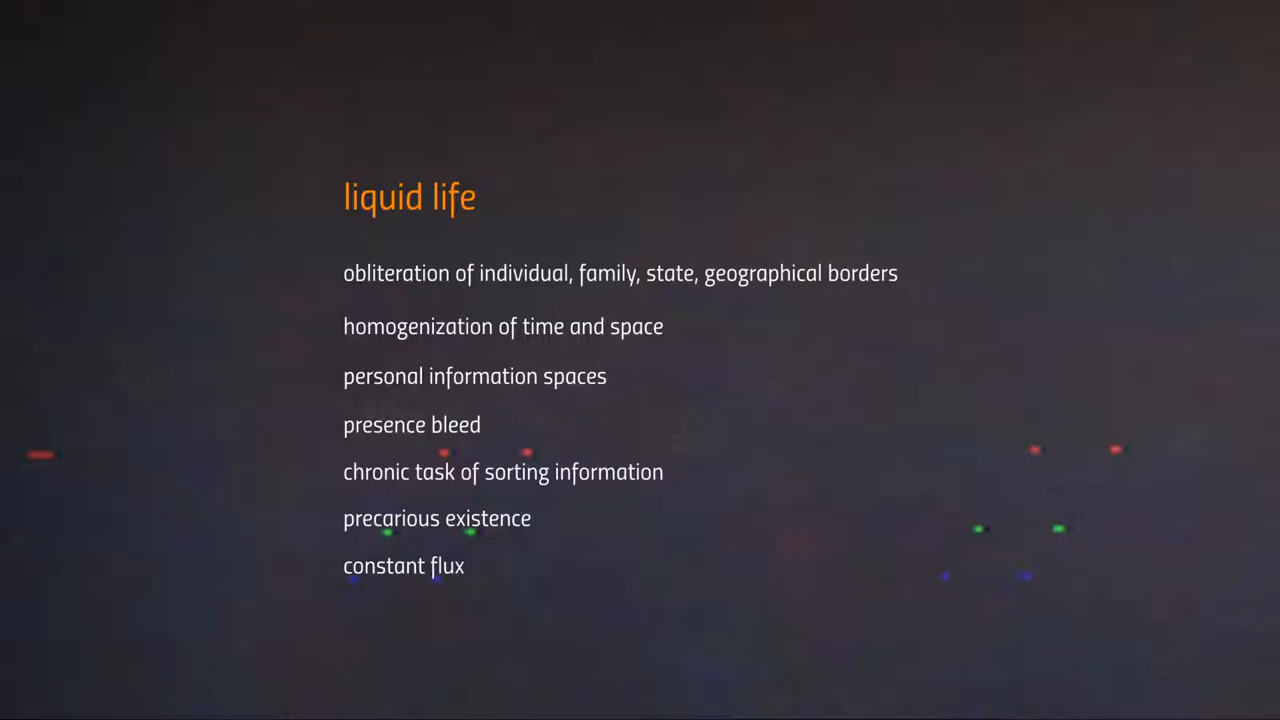 liquid life
obliteration of individual, family, state, geographical borders
homogenization of time and space
personal information spaces
presence bleed
chronic task of sorting information
precarious existence
constant flux